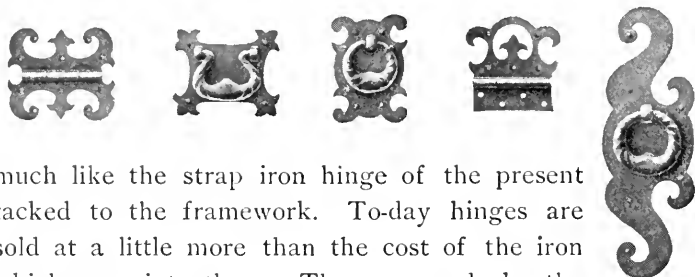 much like the strap iron hinge of the present
tacked to the framework. To-day hinges are
sold at a little more than the cost of the iron